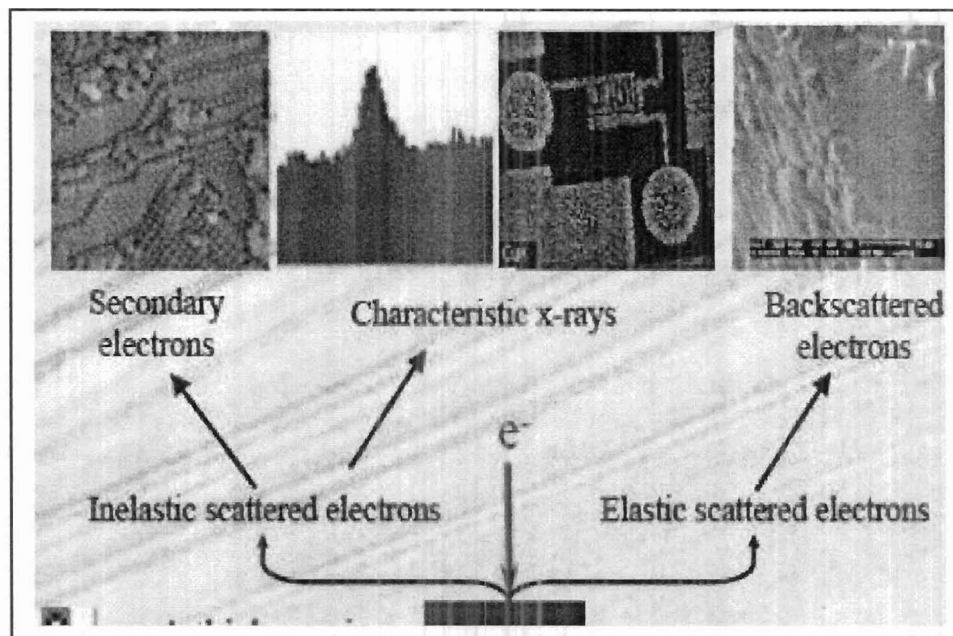 Secondary
electrons
Characteristic x-rays
Backscattered
electrons
e-
Inelastic scattered electrons
Elastic scattered electrons